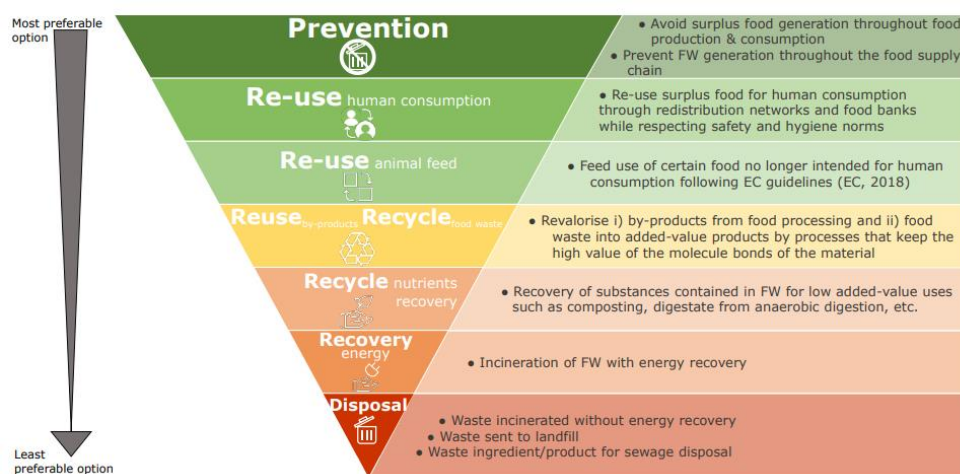 Most preferable
option
Prevention
● Avoid surplus food generation throughout food
production & consumption
● Prevent FW generation throughout the food supply
chain
Re-use human consumption
● Re-use surplus food for human consumption
through redistribution networks and food banks
while respecting safety and hygiene norms
Re-use animal feed
● Feed use of certain food no longer intended for human
consumption following EC guidelines (EC, 2018)
Reuse by-products Recycle food waste
● Revalorise i) by-products from food processing and ii) food
waste into added-value products by processes that keep the
high value of the molecule bonds of the material
Recycle nutrients
recovery
● Recovery of substances contained in FW for low added-value uses
such as composting, digestate from anaerobic digestion, etc.
Recovery
energy
● Incineration of FW with energy recovery
Disposal
● Waste incinerated without energy recovery
● Waste sent to landfill
● Waste ingredient/product for sewage disposal
Least
preferable option